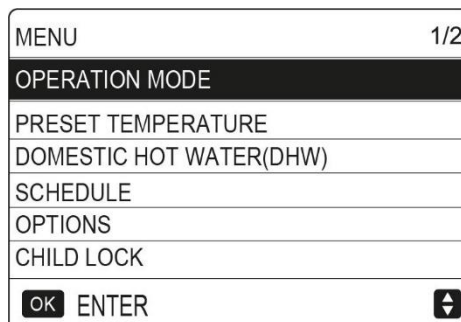 MENU 1/2
OPERATION MODE
PRESET TEMPERATURE
DOMESTIC HOT WATER(DHW)
SCHEDULE
OPTIONS
CHILD LOCK
OK ENTER